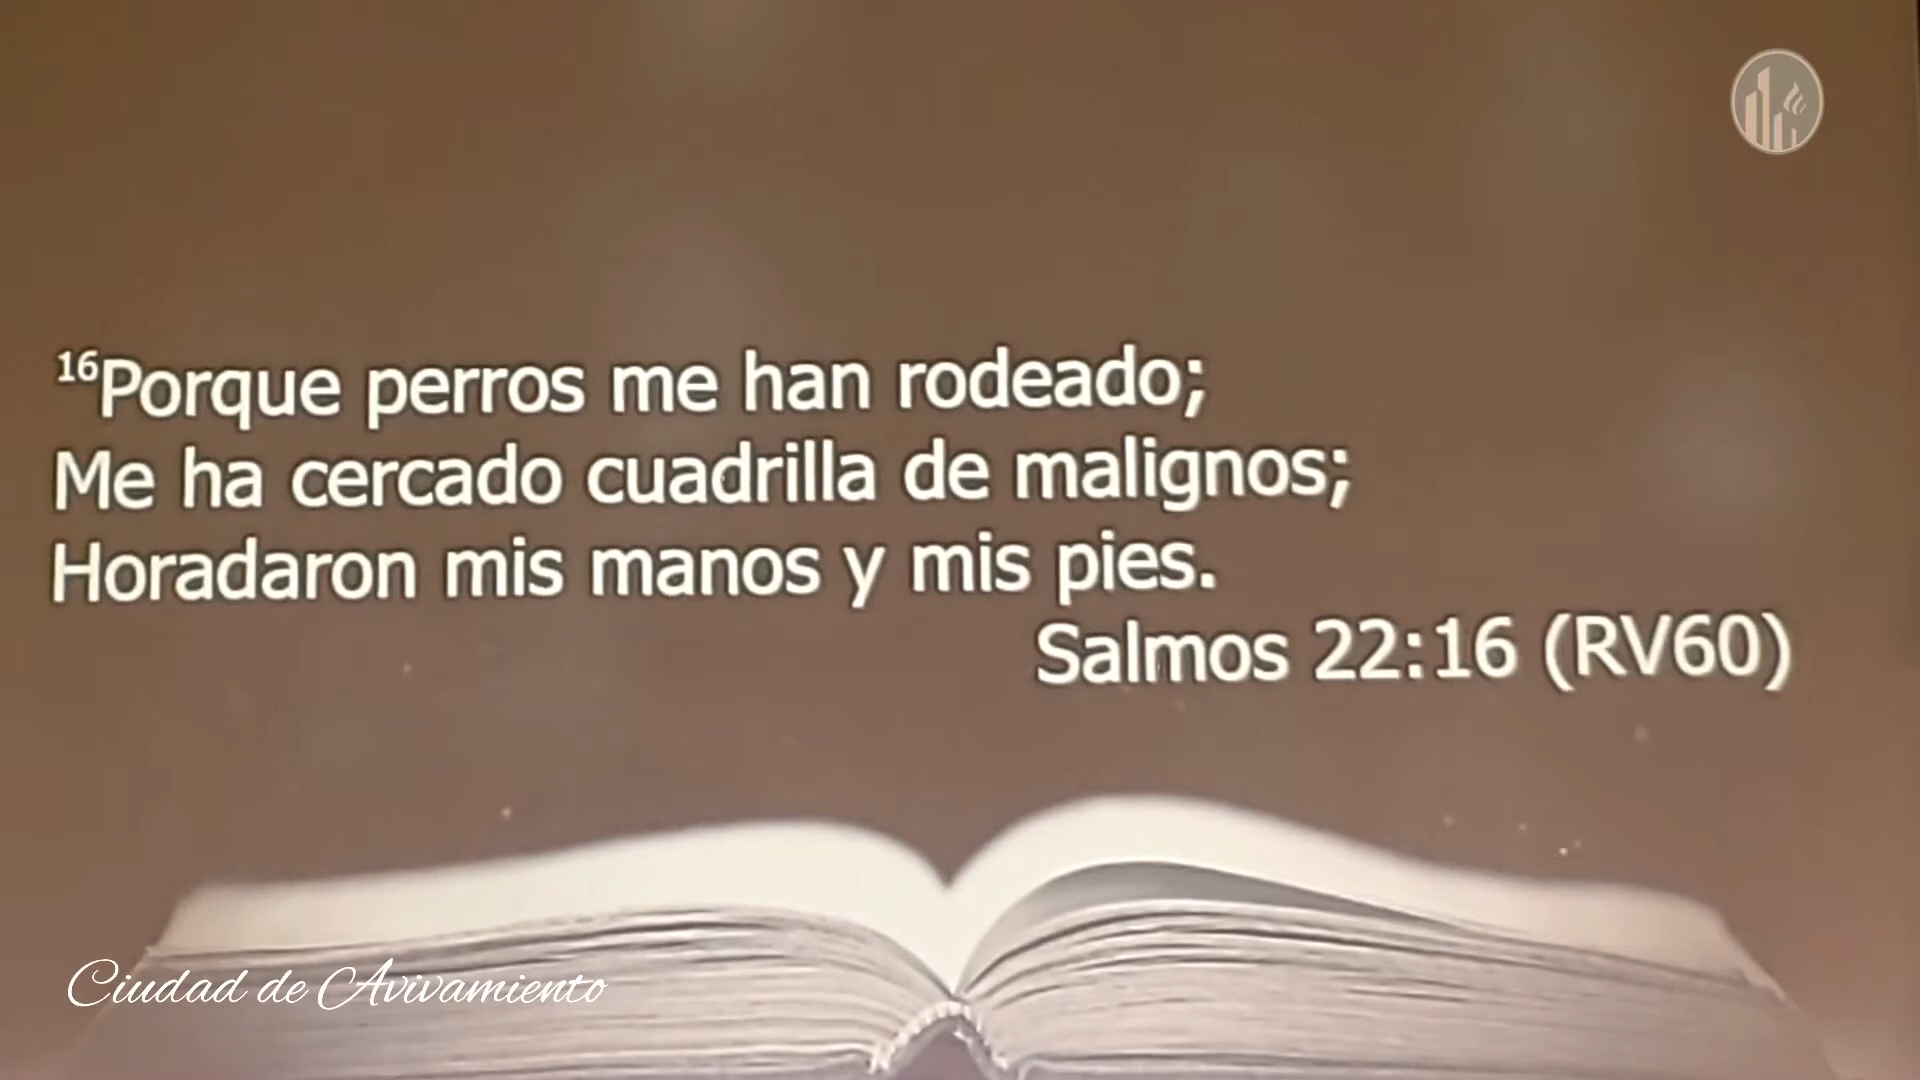 16Porque perros me han rodeado;
Me ha cercado cuadrilla de malignos;
Horadaron mis manos y mis pies.
Salmos 22:16 (RV60)
Ciudad de Avivamiento